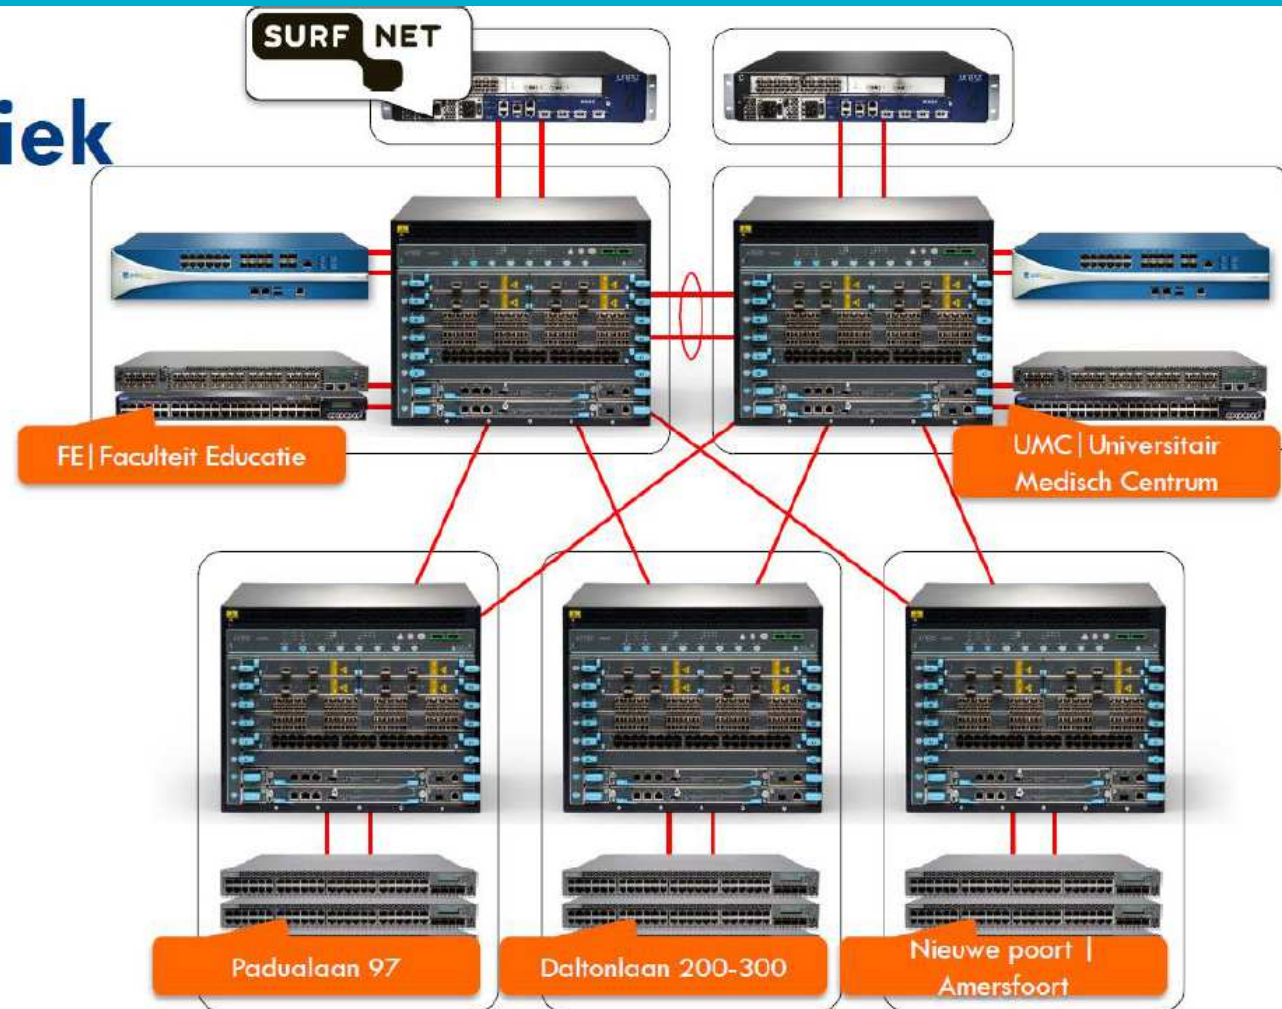 SURF NET
iek
FE|Faculteit Educatie
UMC|Universitair
Medisch Centrum
Padualaan 97
Daltonlaan 200-300
Nieuwe poort |
Amersfoort